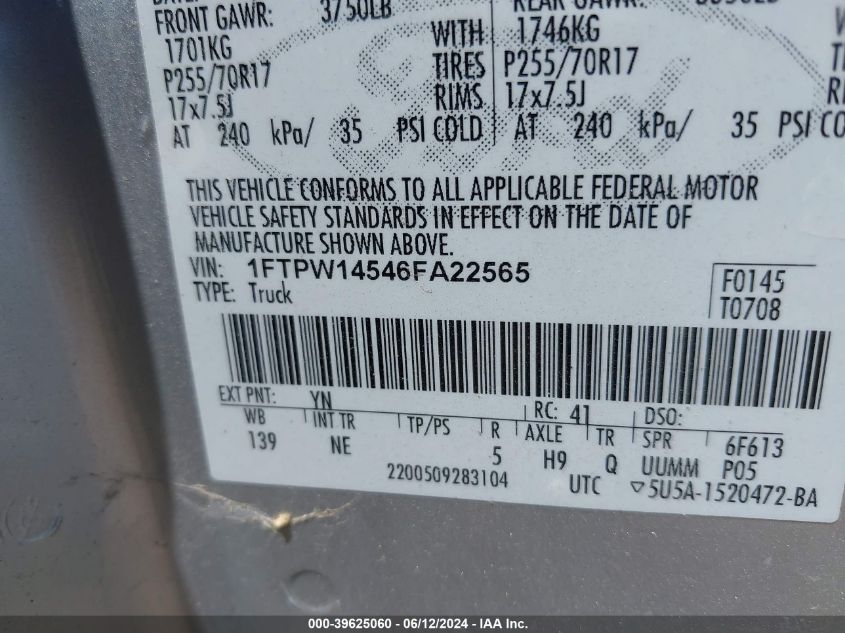 FRONT GAWR: 3750LB
1701KG WITH 1746KG
P255/70R17 TIRES P255/70R17
17x7.5J RIMS 17x7.5J
AT 240 kPa/ 35 PSI COLD AT 240 kPa/ 35 PSI CO
THIS VEHICLE CONFORMS TO ALL APPLICABLE FEDERAL MOTOR
VEHICLE SAFETY STANDARDS IN EFFECT ON THE DATE OF
MANUFACTURE SHOWN ABOVE.
VIN: 1FTPW14546FA22565 F0145
TYPE: Truck T0708
EXT PNT: YN RC: 41 DSO:
WB INT TR TP/PS R AXLE TR SPR 6F613
139 NE 5 H9 Q UUMM P05
2200509283104 UTC ▽5U5A-1520472-BA
000-39625060 - 06/12/2024 - IAA Inc.